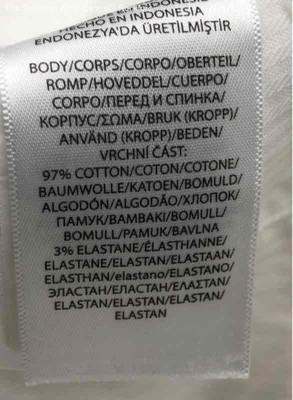 HECHO EN INDONESIA
ENDONEZYA'DA ÜRETİLMİŞTİR
BODY/CORPS/CORPO/OBERTEIL/
ROMP/HOVEDDEL/CUERPO/
CORPO/ПЕРЕД И СПИНКА/
КОРПУС/ΣΩΜΑ/BRUK (KROPP)/
ANVÄND (KROPP)/BEDEN/
VRCHNÍ ČÁST:
97% COTTON/COTON/COTONE/
BAUMWOLLE/KATOEN/BOMULD/
ALGODÓN/ALGODÃO/ХЛОПОК/
ПАМУК/ΒΑΜΒΑΚΙ/BOMULL/
BOMULL/PAMUK/BAVLNA
3% ELASTANE/ÉLASTHANNE/
ELASTANE/ELASTAN/ELASTAAN/
ELASTHAN/elastano/ELASTANO/
ЭЛАСТАН/ЕЛАСТАН/ΕΛΑΣΤΑΝ/
ELASTAN/ELASTAN/ELASTAN/
ELASTAN